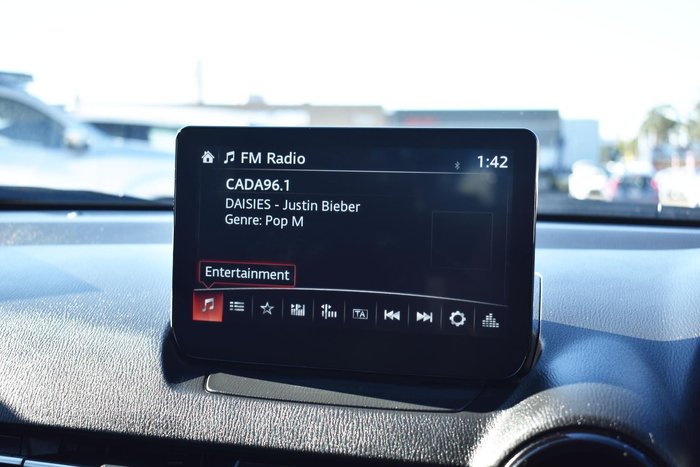 FM Radio
1:42
CADA96.1
DAISIES - Justin Bieber
Genre: Pop M
Entertainment
TA